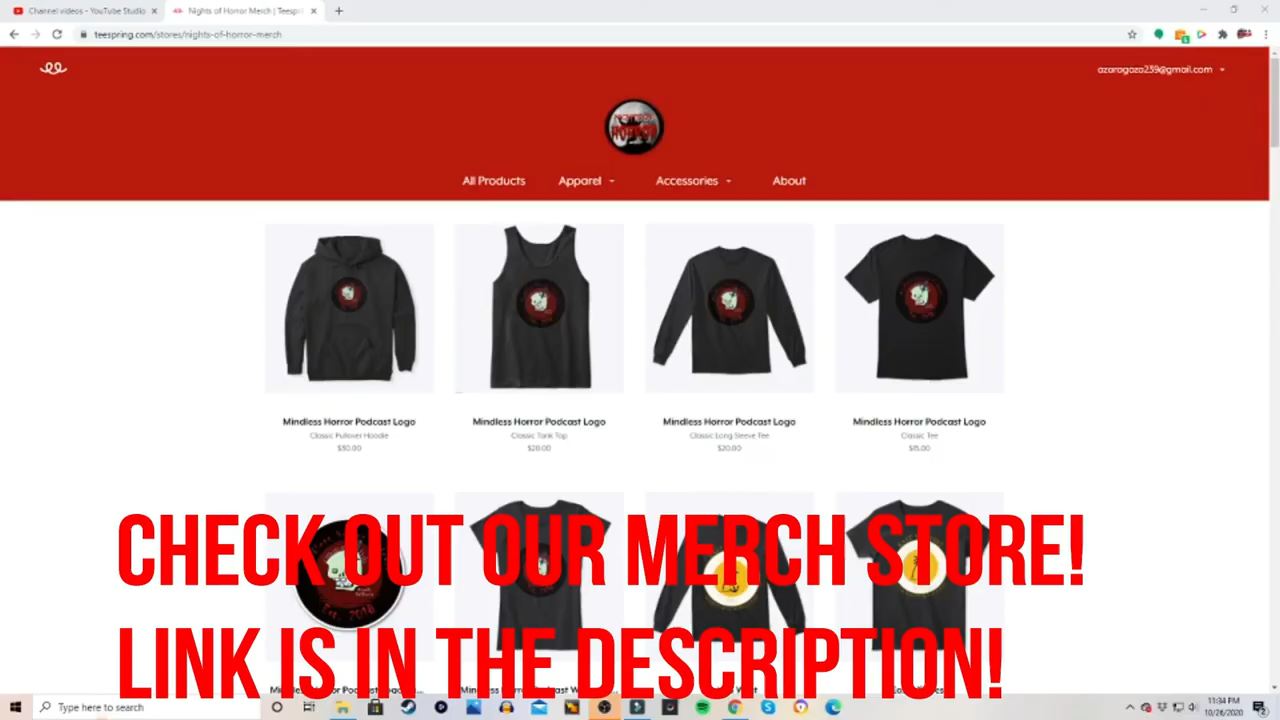 Channel videos - YouTube Studio
Nights of Horror Merch | Teespri
teespring.com/stores/nights-of-horror-merch
azaragoza239@gmail.com
HORROR
All Products Apparel Accessories About
Mindless Horror Podcast Logo Mindless Horror Podcast Logo Mindless Horror Podcast Logo Mindless Horror Podcast Logo
Classic Pullover Hoodie Classic Tank Top Classic Long Sleeve Tee Classic Tee
$30.00 $20.00 $20.00 $15.00
CHECK OUT OUR MERCH STORE!
Est. 2018
LINK IS IN THE DESCRIPTION!
Type here to search
11:34 PM
10/26/2020